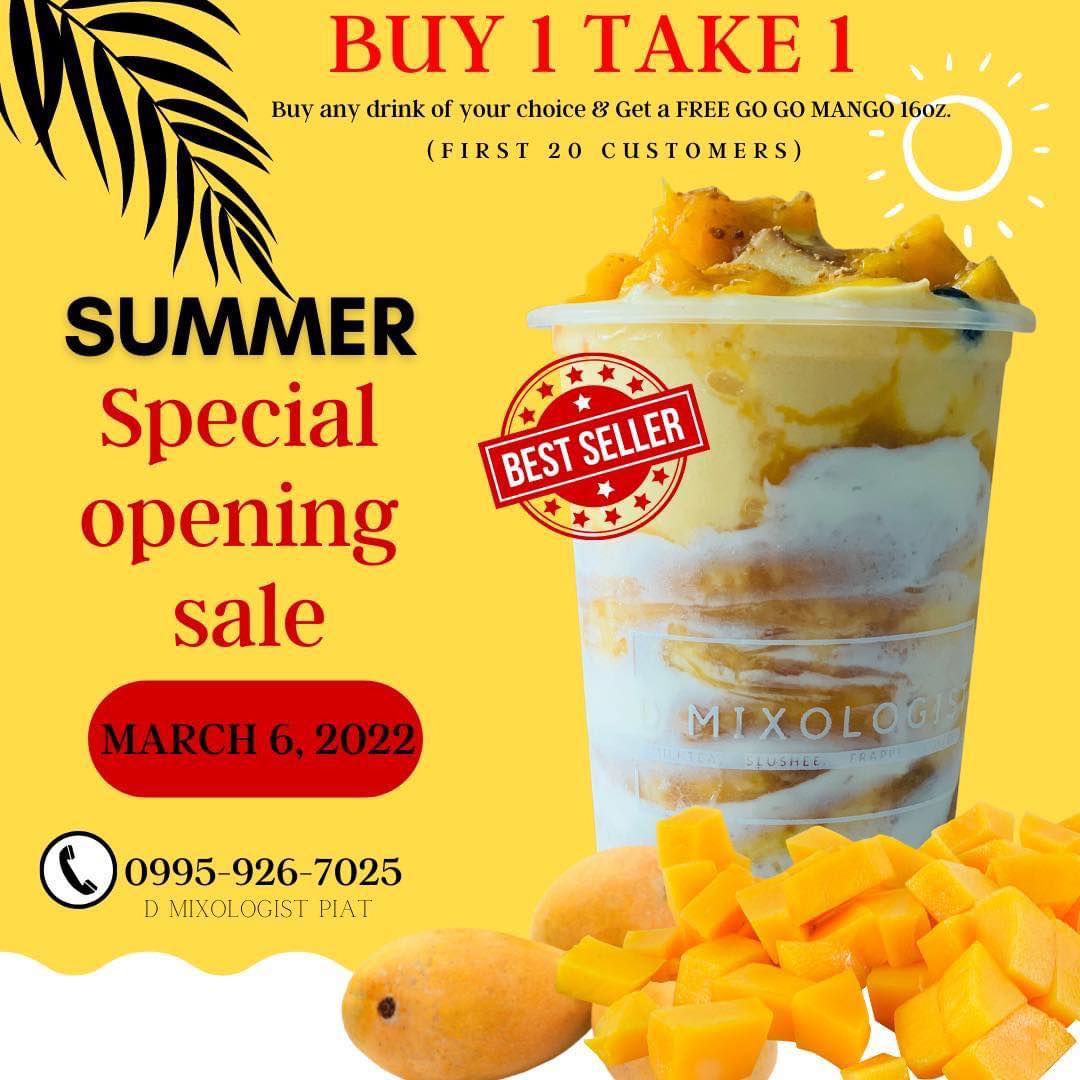 BUY 1 TAKE 1
Buy any drink of your choice & Get a FREE GO GO MANGO 16oz.
(FIRST 20 CUSTOMERS)
SUMMER
Special
opening
sale
BEST SELLER
MARCH 6, 2022
D MIXOLOGIST
SLUSHEE.
0995-926-7025
D MIXOLOGIST PIAT